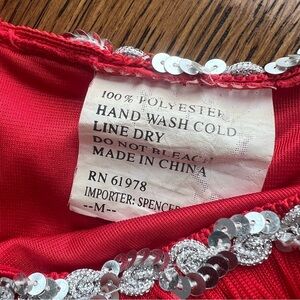 100% POLYESTER
HAND WASH COLD
LINE DRY
DO NOT BLEACH
MADE IN CHINA
RN 61978
IMPORTER: SPENCER
--M--